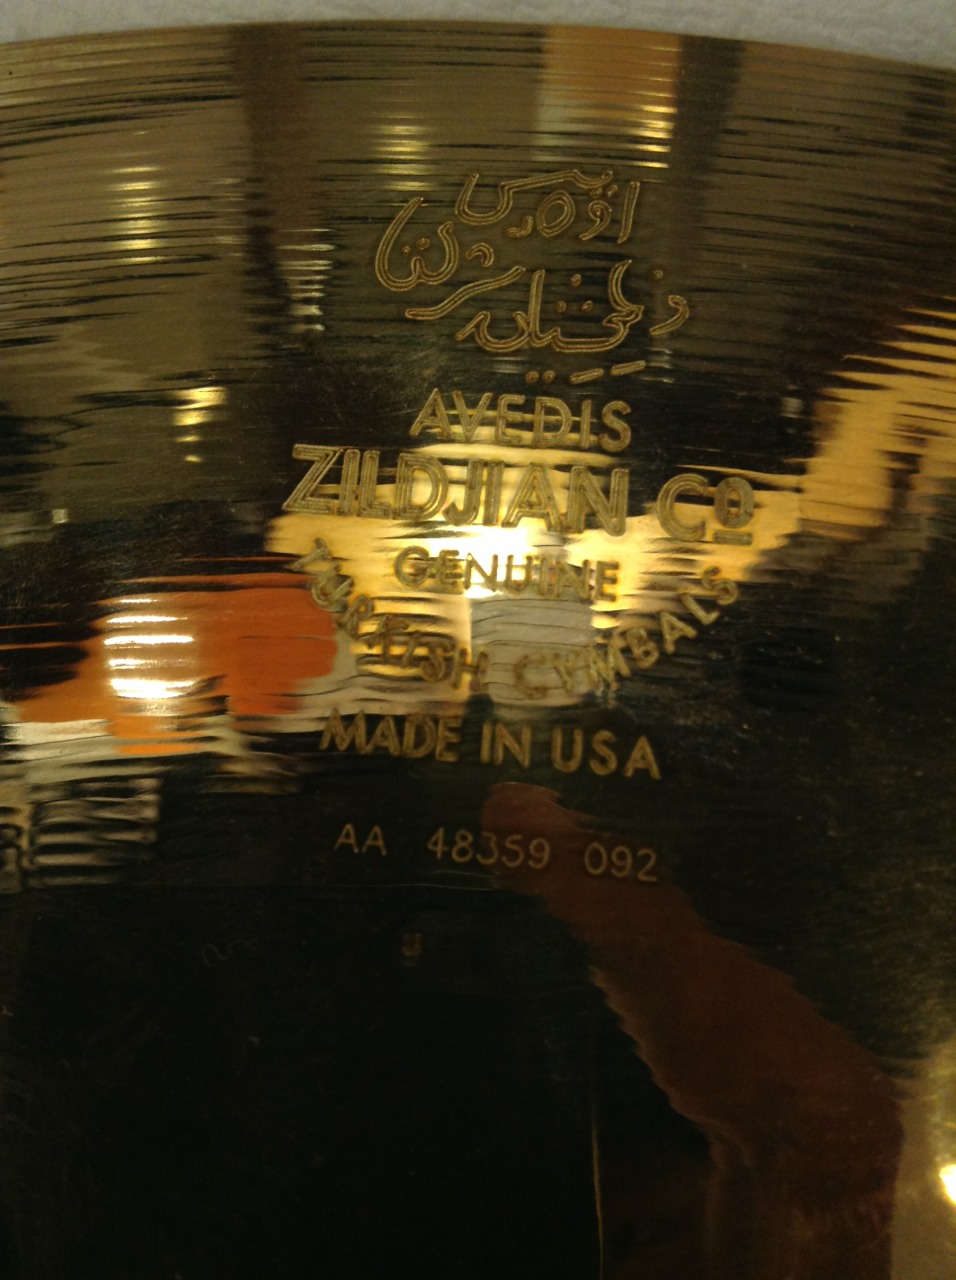 AVEDIS
ZILDJIAN Cº
GENUINE
TURKISH CYMBALS
MADE IN USA
AA 48359 092